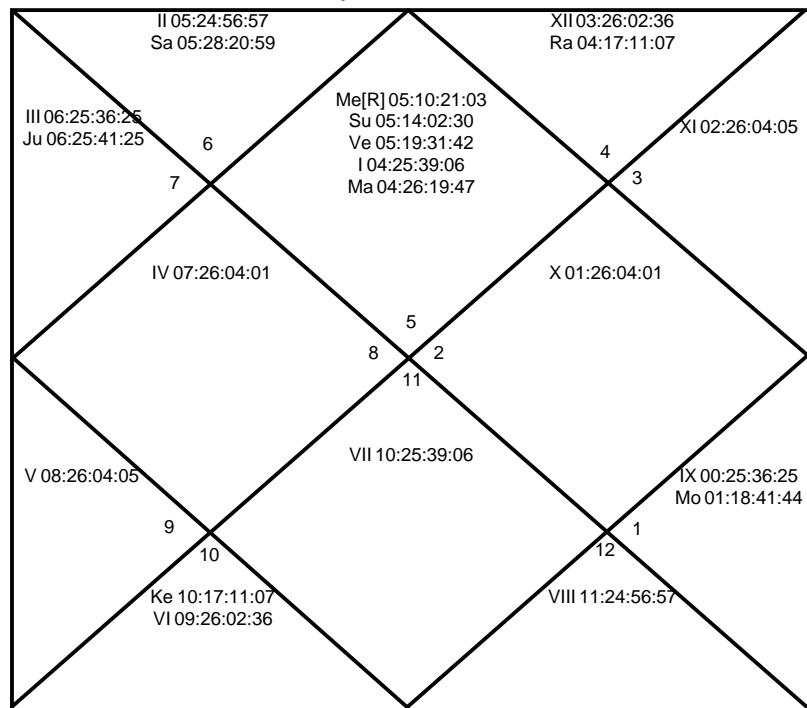 II 05:24:56:57
Sa 05:28:20:59
XII 03:26:02:36
Ra 04:17:11:07
Me[R] 05:10:21:03
Su 05:14:02:30
Ve 05:19:31:42
I 04:25:39:06
Ma 04:26:19:47
III 06:25:36:25
Ju 06:25:41:25
XI 02:26:04:05
6
4
7
3
IV 07:26:04:01
X 01:26:04:01
5
8
2
11
VII 10:25:39:06
V 08:26:04:05
IX 00:25:36:25
Mo 01:18:41:44
9
1
10
12
Ke 10:17:11:07
VI 09:26:02:36
VIII 11:24:56:57